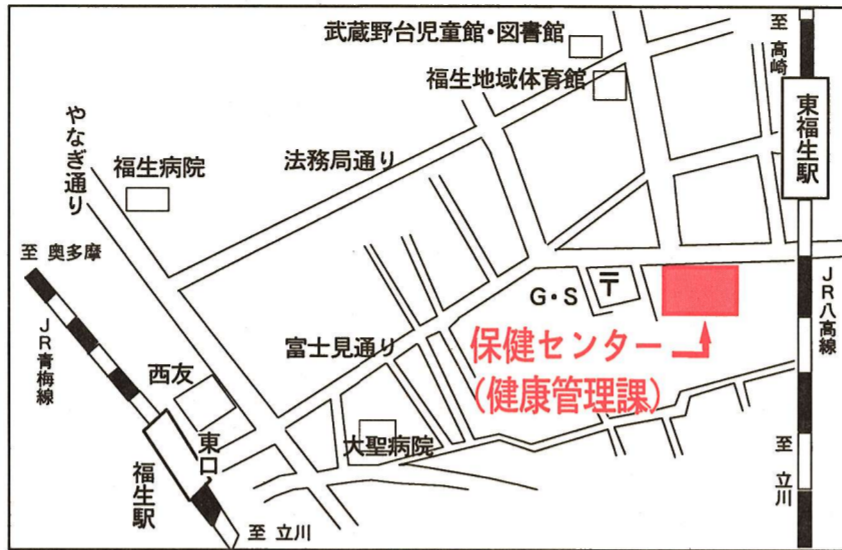 武蔵野台児童館・図書館
福生地域体育館
至 高崎
東福生駅
やなぎ通り
福生病院
法務局通り
至 奥多摩
JR青梅線
G・S
〒
JR八高線
富士見通り
保健センター
(健康管理課)
西友
東口
大聖病院
福生駅
至 立川
至 立川